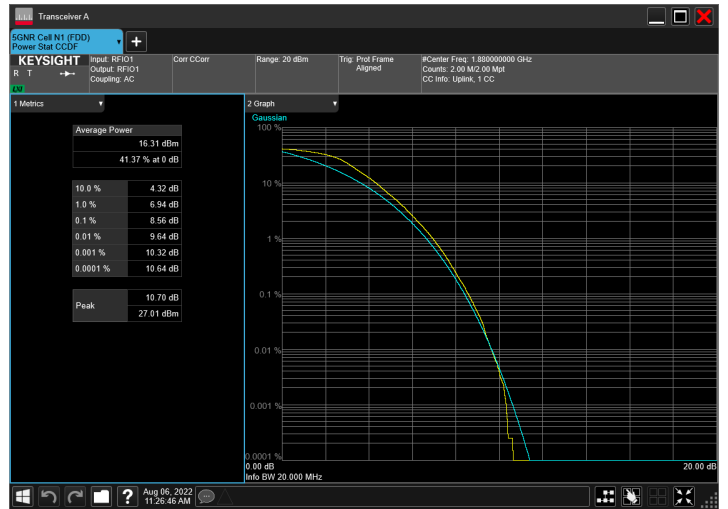 Transceiver A
5GNR Cell N1 (FDD)
Power Stat CCDF
KEYSIGHT
R T
LXI
Input: RFIO1
Output: RFIO1
Coupling: AC
Corr CCorr
Range: 20 dBm
Trig: Prot Frame
Aligned
#Center Freq: 1.880000000 GHz
Counts: 2.00 M/2.00 Mpt
CC Info: Uplink, 1 CC
1 Metrics
Average Power
16.31 dBm
41.37 % at 0 dB
10.0 % 4.32 dB
1.0 % 6.94 dB
0.1 % 8.56 dB
0.01 % 9.64 dB
0.001 % 10.32 dB
0.0001 % 10.64 dB
Peak 10.70 dB
27.01 dBm
2 Graph
Gaussian
100 %
10 %
1 %
0.1 %
0.01 %
0.001 %
0.0001 %
0.00 dB 20.00 dB
Info BW 20.000 MHz
Aug 06, 2022
11:26:46 AM